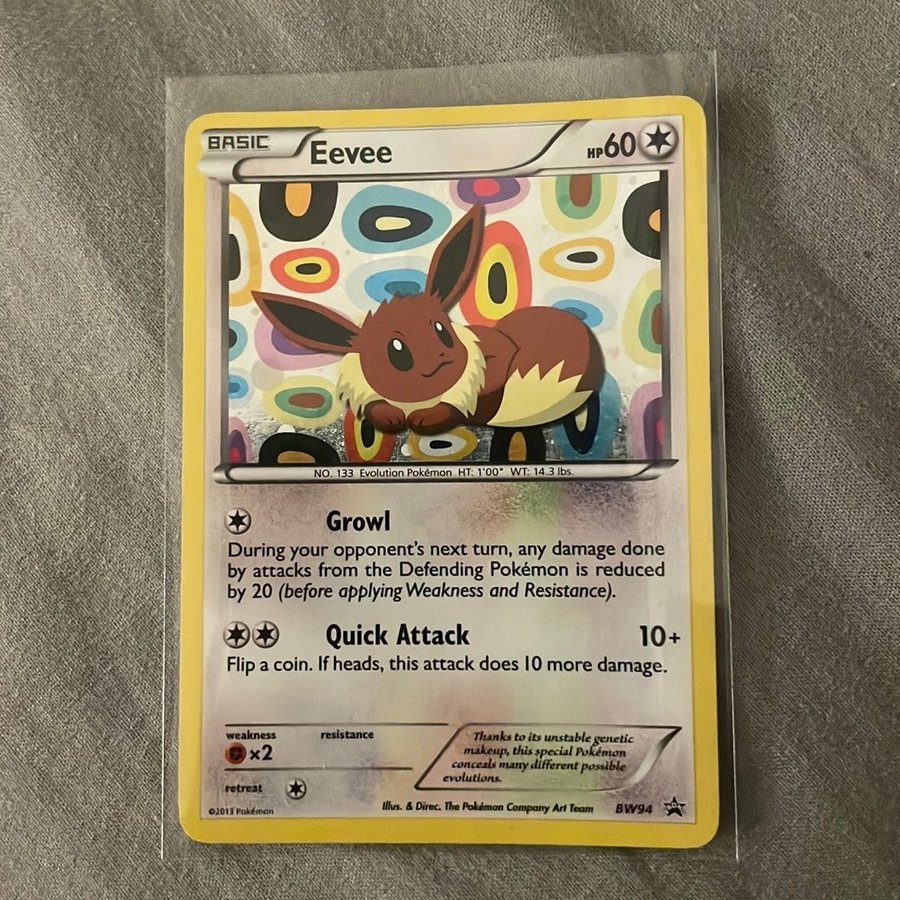 BASIC Eevee HP60
NO. 133 Evolution Pokémon HT: 1'00" WT: 14.3 lbs.
Growl
During your opponent's next turn, any damage done
by attacks from the Defending Pokémon is reduced
by 20 (before applying Weakness and Resistance).
Quick Attack 10+
Flip a coin. If heads, this attack does 10 more damage.
weakness resistance
×2
retreat
Thanks to its unstable genetic
makeup, this special Pokémon
conceals many different possible
evolutions.
©2013 Pokémon Illus. & Direc. The Pokémon Company Art Team BW94